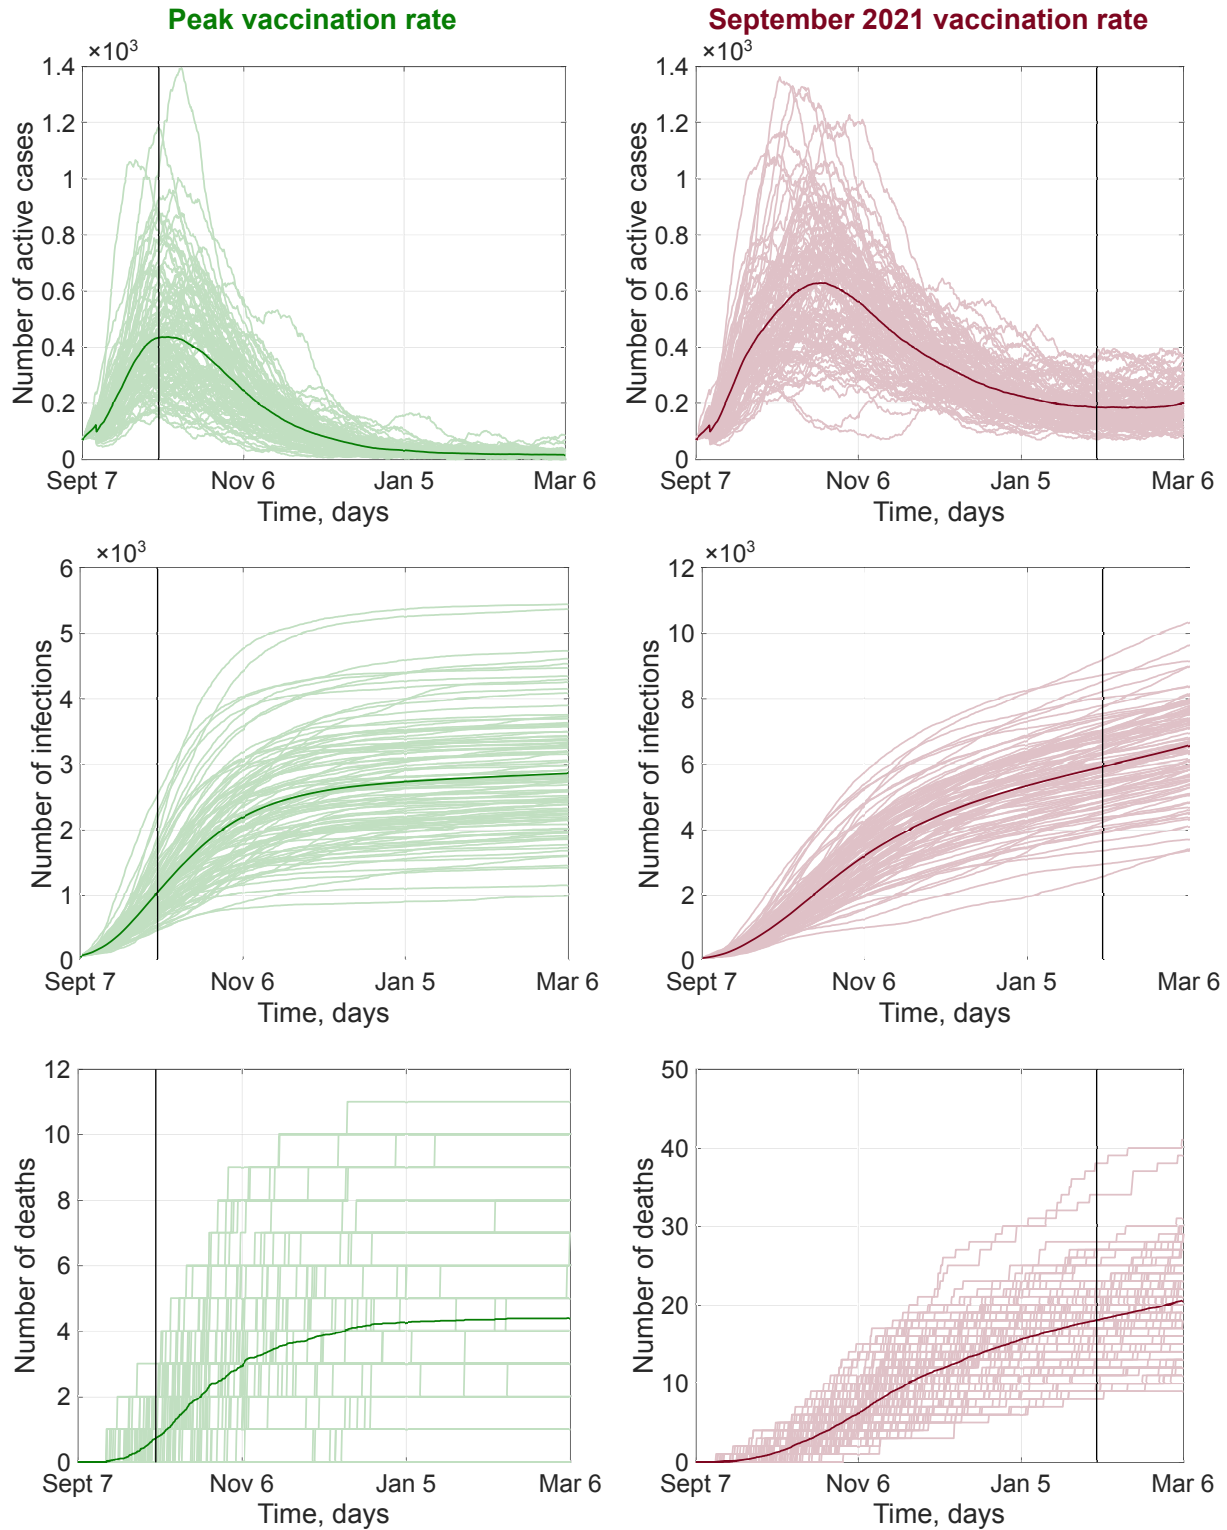 Peak vaccination rate
September 2021 vaccination rate
×10³
1.4
1.2
1
0.8
0.6
0.4
0.2
0
Number of active cases
Sept 7 Nov 6 Jan 5 Mar 6
Time, days
×10³
1.4
1.2
1
0.8
0.6
0.4
0.2
0
Number of active cases
Sept 7 Nov 6 Jan 5 Mar 6
Time, days
×10³
6
5
4
3
2
1
0
Number of infections
Sept 7 Nov 6 Jan 5 Mar 6
Time, days
×10³
12
10
8
6
4
2
0
Number of infections
Sept 7 Nov 6 Jan 5 Mar 6
Time, days
12
10
8
6
4
2
0
Number of deaths
Sept 7 Nov 6 Jan 5 Mar 6
Time, days
50
40
30
20
10
0
Number of deaths
Sept 7 Nov 6 Jan 5 Mar 6
Time, days